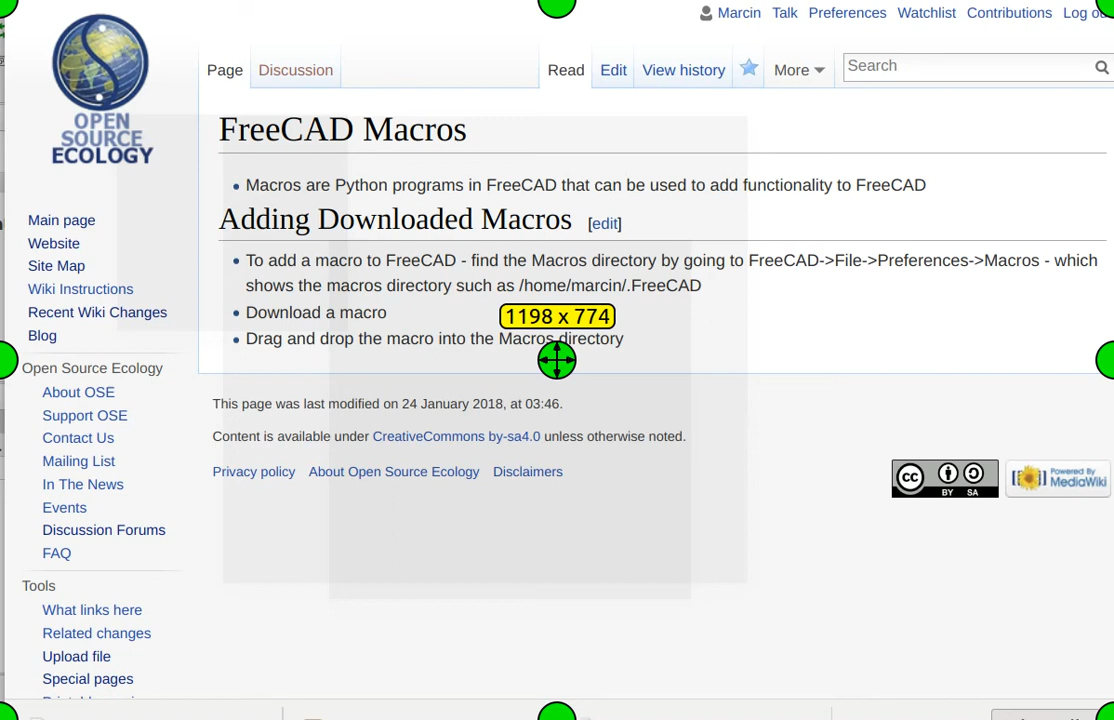 Marcin Talk Preferences Watchlist Contributions Log ou
Page Discussion Read Edit View history More Search
OPEN
SOURCE
ECOLOGY
FreeCAD Macros
Macros are Python programs in FreeCAD that can be used to add functionality to FreeCAD
Adding Downloaded Macros [edit]
To add a macro to FreeCAD - find the Macros directory by going to FreeCAD->File->Preferences->Macros - which
shows the macros directory such as /home/marcin/.FreeCAD
Download a macro
1198 x 774
Drag and drop the macro into the Macros directory
This page was last modified on 24 January 2018, at 03:46.
Content is available under CreativeCommons by-sa4.0 unless otherwise noted.
Privacy policy About Open Source Ecology Disclaimers
cc BY SA
Powered By
MediaWiki
Main page
Website
Site Map
Wiki Instructions
Recent Wiki Changes
Blog
Open Source Ecology
About OSE
Support OSE
Contact Us
Mailing List
In The News
Events
Discussion Forums
FAQ
Tools
What links here
Related changes
Upload file
Special pages